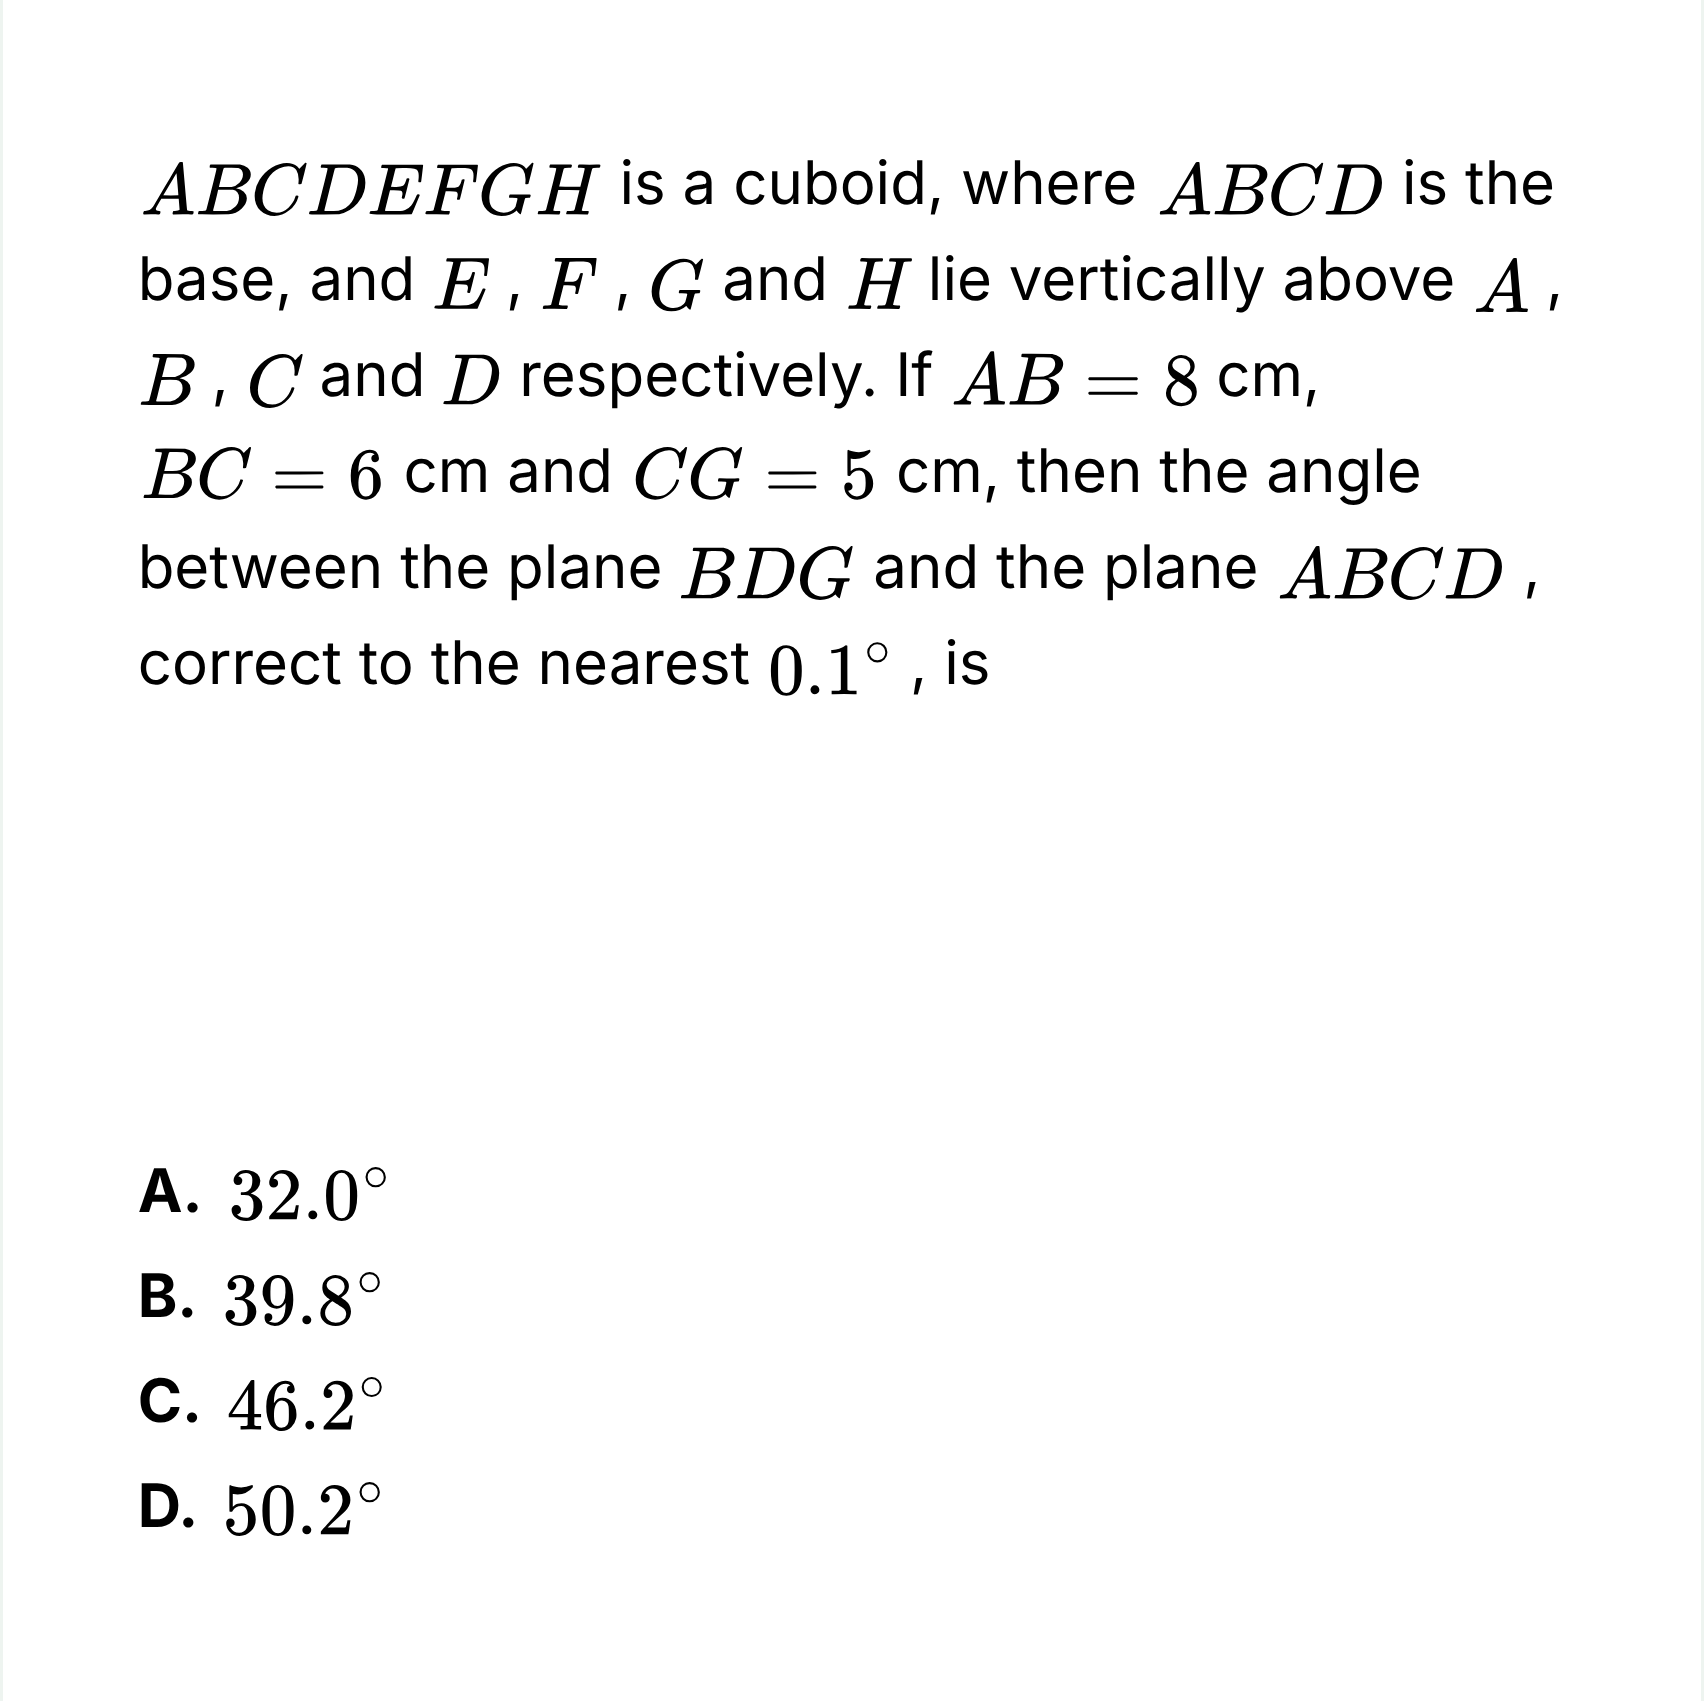 ABCDEFGH is a cuboid, where ABCD is the
base, and E , F , G and H lie vertically above A ,
B , C and D respectively. If AB = 8 cm,
BC = 6 cm and CG = 5 cm, then the angle
between the plane BDG and the plane ABCD ,
correct to the nearest 0.1° , is
A. 32.0°
B. 39.8°
C. 46.2°
D. 50.2°